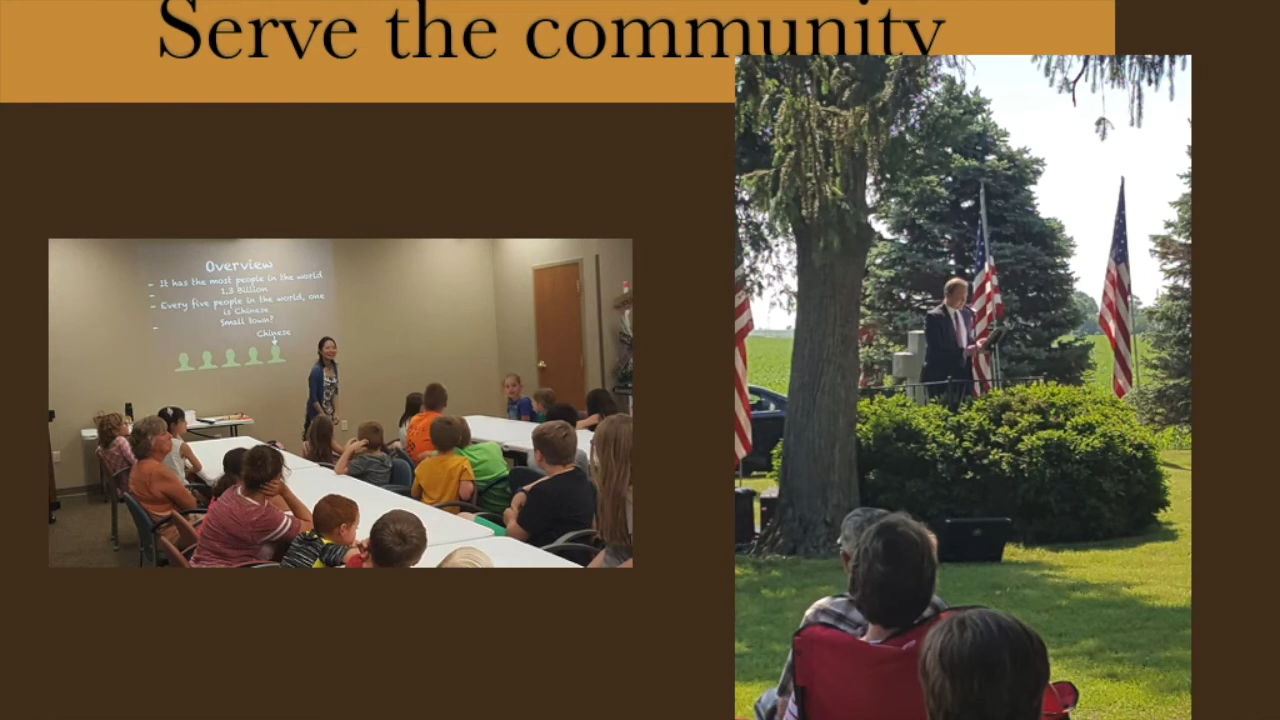 Serve the community
Overview
- It has the most people in the world
- 1.3 Billion
- Every five people in the world, one
is Chinese
- Small town?
Chinese